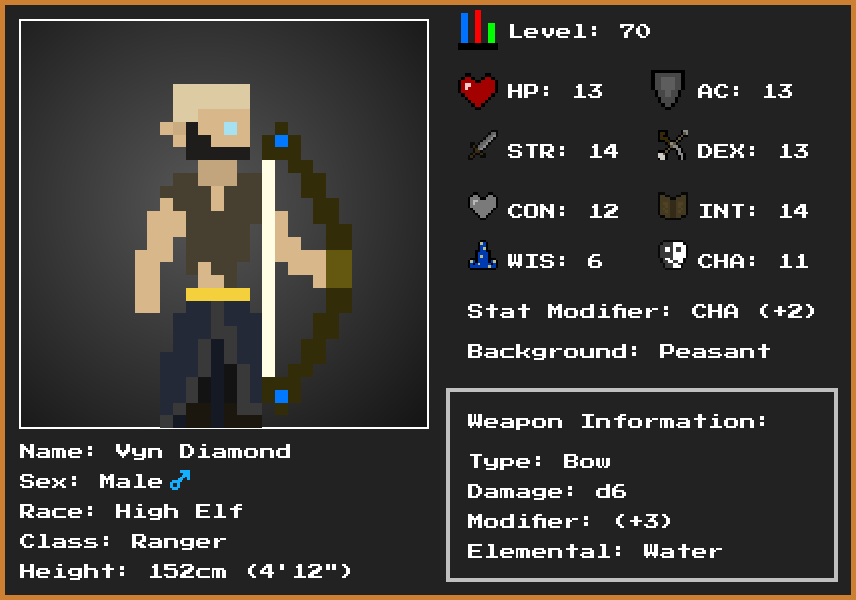 Level: 70
HP: 13
AC: 13
STR: 14
DEX: 13
CON: 12
INT: 14
WIS: 6
CHA: 11
Stat Modifier: CHA (+2)
Background: Peasant
Weapon Information:
Type: Bow
Damage: d6
Modifier: (+3)
Elemental: Water
Name: Vyn Diamond
Sex: Male♂
Race: High Elf
Class: Ranger
Height: 152cm (4'12")